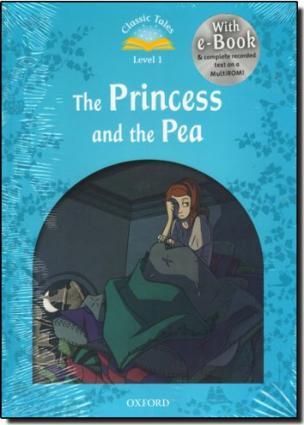 Classic Tales
Level 1
With
e-Book
& complete recorded
text on a
MultiROM!
The Princess
and the Pea
OXFORD